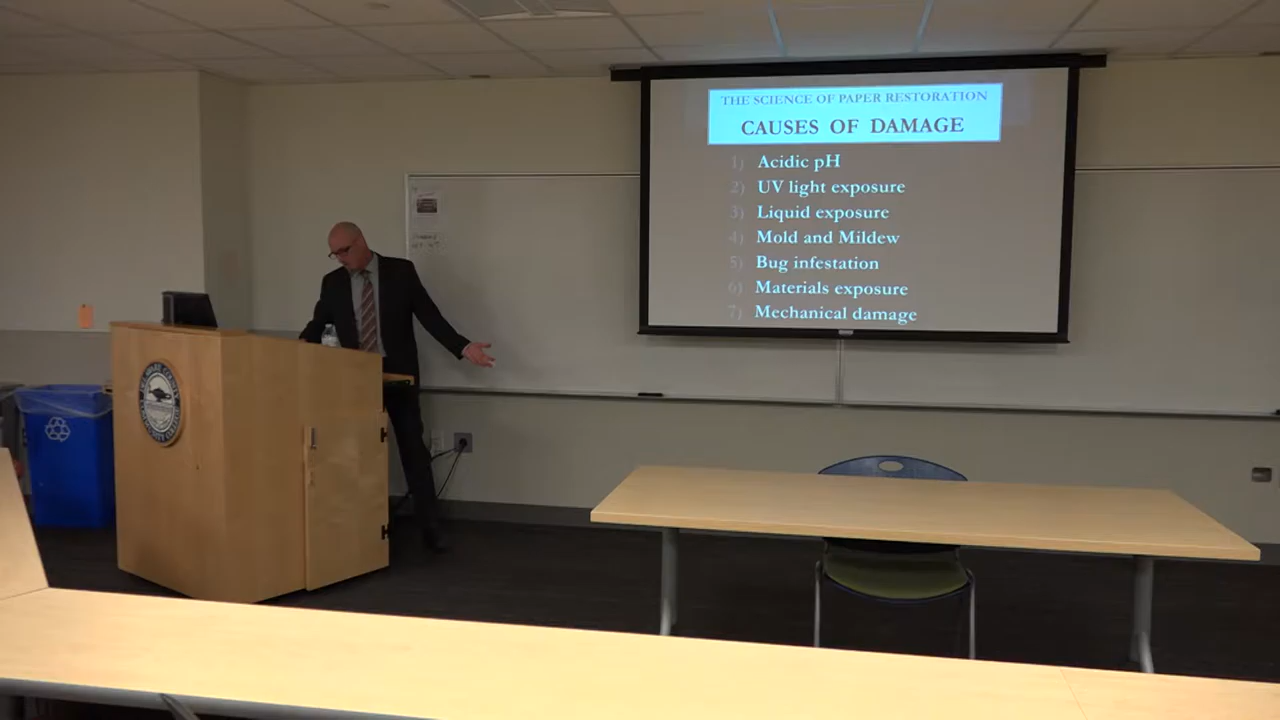 THE SCIENCE OF PAPER RESTORATION
CAUSES OF DAMAGE
1) Acidic pH
2) UV light exposure
3) Liquid exposure
4) Mold and Mildew
5) Bug infestation
6) Materials exposure
7) Mechanical damage